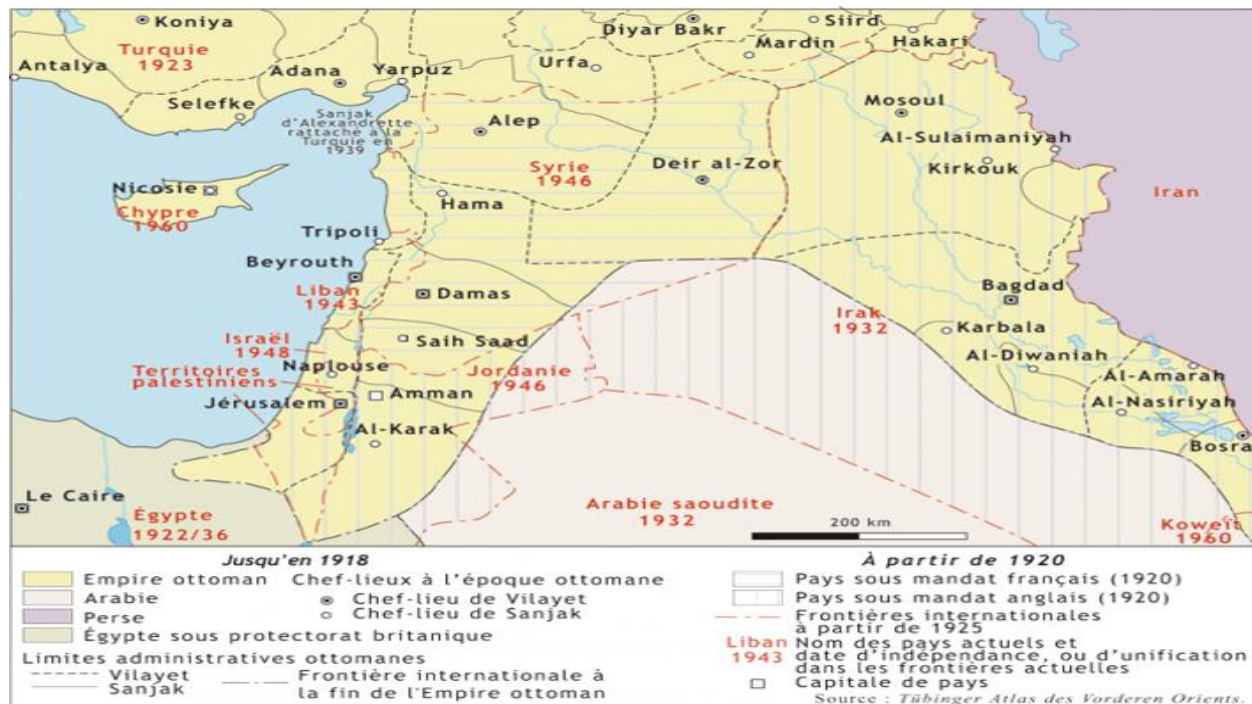 Koniya
Diyar Bakr
Siird
Turquie
1923
Mardin
Hakari
Antalya
Adana
Yarpuz
Urfa
Selefke
Sanjak
d'Alexandrette
rattaché à la
Turquie en
1939
Alep
Mosoul
Al-Sulaimaniyah
Deir al-Zor
Kirkouk
Syrie
1946
Iran
Nicosie
Chypre
1960
Hama
Tripoli
Beyrouth
Liban
1943
Damas
Bagdad
Irak
1932
Karbala
Israël
1948
Saih Saad
Al-Diwaniah
Naplouse
Territoires
palestiniens
Jordanie
1946
Al-Amarah
Jérusalem
Amman
Al-Nasiriyah
Al-Karak
Bosra
Le Caire
Égypte
1922/36
Arabie saoudite
1932
200 km
Koweït
1960
Jusqu'en 1918
Empire ottoman
Arabie
Perse
Égypte sous protectorat britanique
Chef-lieux à l'époque ottomane
Chef-lieu de Vilayet
Chef-lieu de Sanjak
Limites administratives ottomanes
Vilayet
Sanjak
Frontière internationale à
la fin de l'Empire ottoman
À partir de 1920
Pays sous mandat français (1920)
Pays sous mandat anglais (1920)
Frontières internationales
à partir de 1925
Liban
1943
Nom des pays actuels et
date d'indépendance, ou d'unification
dans les frontières actuelles
Capitale de pays
Source : Tübinger Atlas des Vorderen Orients.